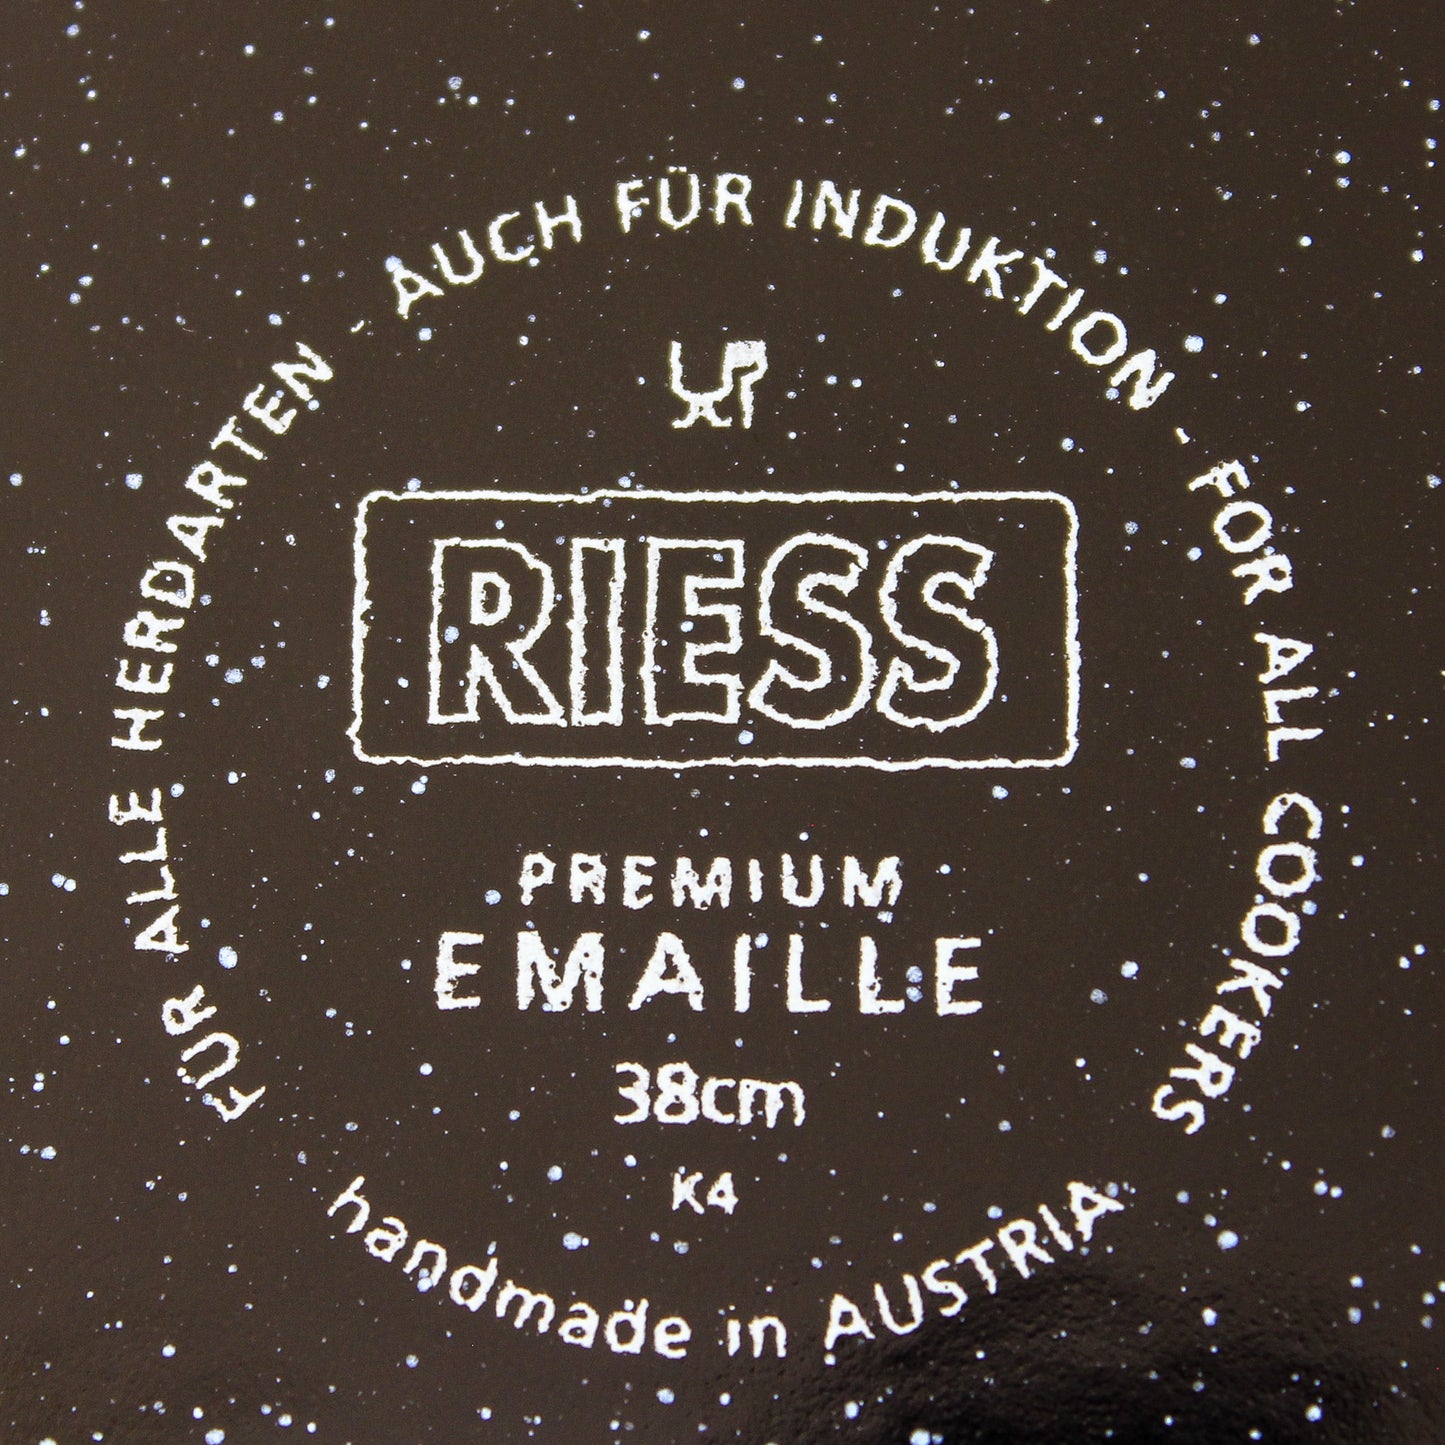 FÜR ALLE HERDARTEN - AUCH FÜR INDUKTION - FOR ALL COOKERS
RIESS
PREMIUM
EMAILLE
38cm
K4
handmade in AUSTRIA